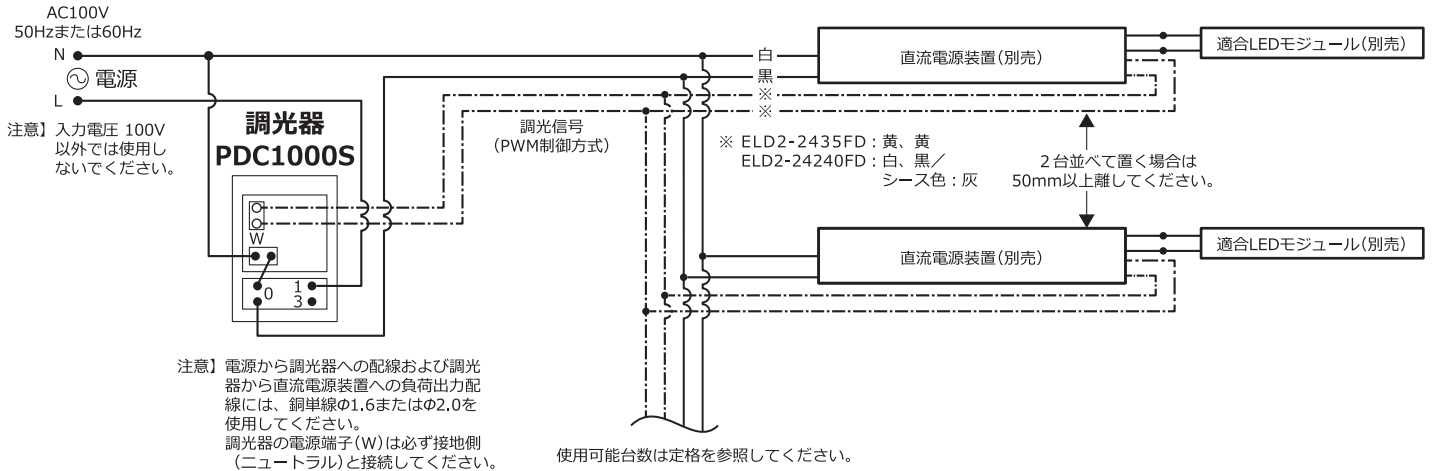 AC100V
50Hzまたは60Hz
N
電源
L
注意】入力電圧 100V
以外では使用し
ないでください。
調光器
PDC1000S
W
0
1
3
白
黒
※
※
調光信号
(PWM制御方式)
※ ELD2-2435FD：黄、黄
ELD2-24240FD：白、黒／
シース色：灰
直流電源装置(別売)
適合LEDモジュール(別売)
2台並べて置く場合は
50mm以上離してください。
直流電源装置(別売)
適合LEDモジュール(別売)
注意】電源から調光器への配線および調光
器から直流電源装置への負荷出力配
線には、銅単線Φ1.6またはΦ2.0を
使用してください。
調光器の電源端子(W)は必ず接地側
(ニュートラル)と接続してください。
使用可能台数は定格を参照してください。